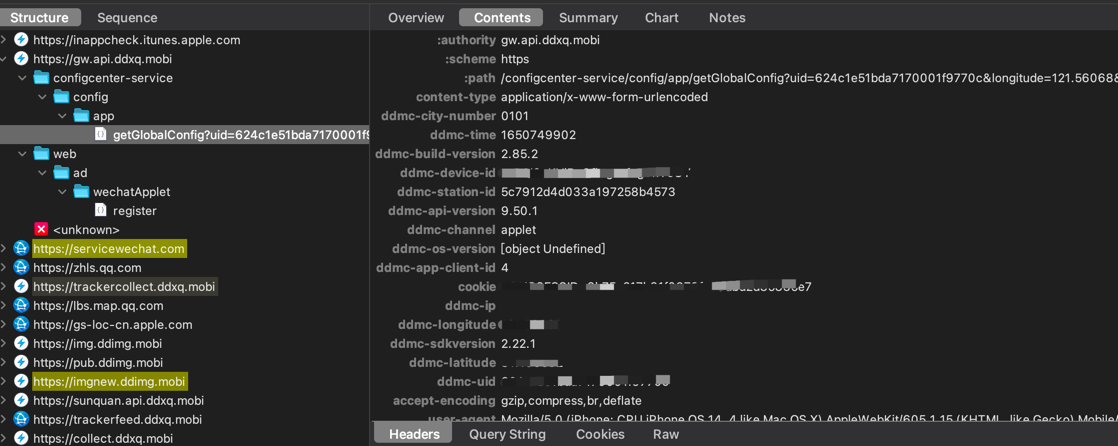 Structure Sequence
https://inappcheck.itunes.apple.com
https://gw.api.ddxq.mobi
configcenter-service
config
app
getGlobalConfig?uid=624c1e51bda7170001f9
web
ad
wechatApplet
register
<unknown>
https://servicewechat.com
https://zhls.qq.com
https://trackercollect.ddxq.mobi
https://lbs.map.qq.com
https://gs-loc-cn.apple.com
https://img.ddimg.mobi
https://pub.ddimg.mobi
https://imgnew.ddimg.mobi
https://sunquan.api.ddxq.mobi
https://trackerfeed.ddxq.mobi
https://collect.ddxq.mobi
Overview Contents Summary Chart Notes
:authority gw.api.ddxq.mobi
:scheme https
:path /configcenter-service/config/app/getGlobalConfig?uid=624c1e51bda7170001f9770c&longitude=121.56068&
content-type application/x-www-form-urlencoded
ddmc-city-number 0101
ddmc-time 1650749902
ddmc-build-version 2.85.2
ddmc-device-id
ddmc-station-id 5c7912d4d033a197258b4573
ddmc-api-version 9.50.1
ddmc-channel applet
ddmc-os-version [object Undefined]
ddmc-app-client-id 4
cookie
ddmc-ip
ddmc-longitude
ddmc-sdkversion 2.22.1
ddmc-latitude
ddmc-uid
accept-encoding gzip,compress,br,deflate
user-agent Mozilla/5.0 (iPhone; CPU iPhone OS 14_4 like Mac OS X) AppleWebKit/605.1.15 (KHTML, like Gecko) Mobile/
Headers Query String Cookies Raw